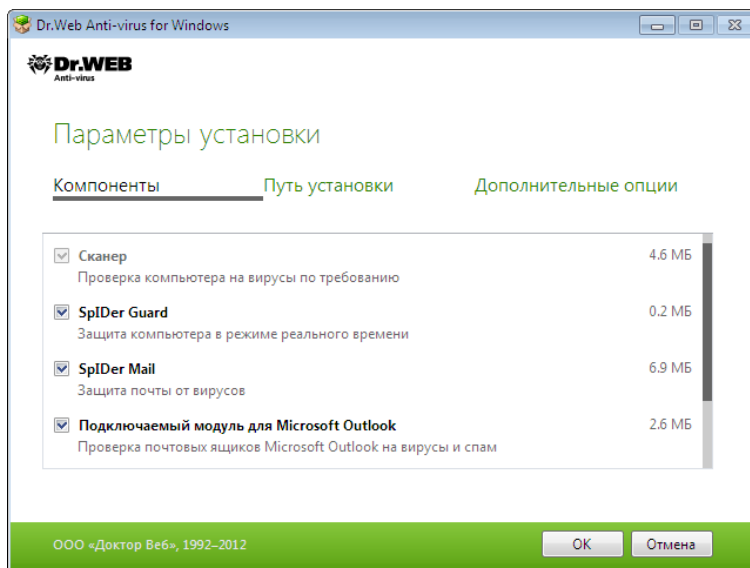 Dr.Web Anti-virus for Windows
Dr.WEB
Anti-virus
Параметры установки
Компоненты Путь установки Дополнительные опции
Сканер 4.6 МБ
Проверка компьютера на вирусы по требованию
SpIDer Guard 0.2 МБ
Защита компьютера в режиме реального времени
SpIDer Mail 6.9 МБ
Защита почты от вирусов
Подключаемый модуль для Microsoft Outlook 2.6 МБ
Проверка почтовых ящиков Microsoft Outlook на вирусы и спам
ООО «Доктор Веб», 1992–2012 OK Отмена